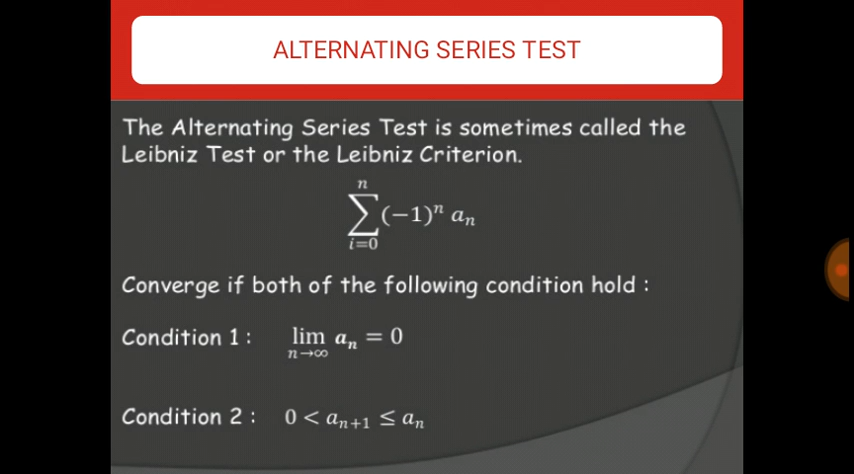 ALTERNATING SERIES TEST
The Alternating Series Test is sometimes called the
Leibniz Test or the Leibniz Criterion.
n
∑(−1)ⁿ aₙ
i=0
Converge if both of the following condition hold :
Condition 1 : lim aₙ = 0
n→∞
Condition 2 : 0 < aₙ₊₁ ≤ aₙ